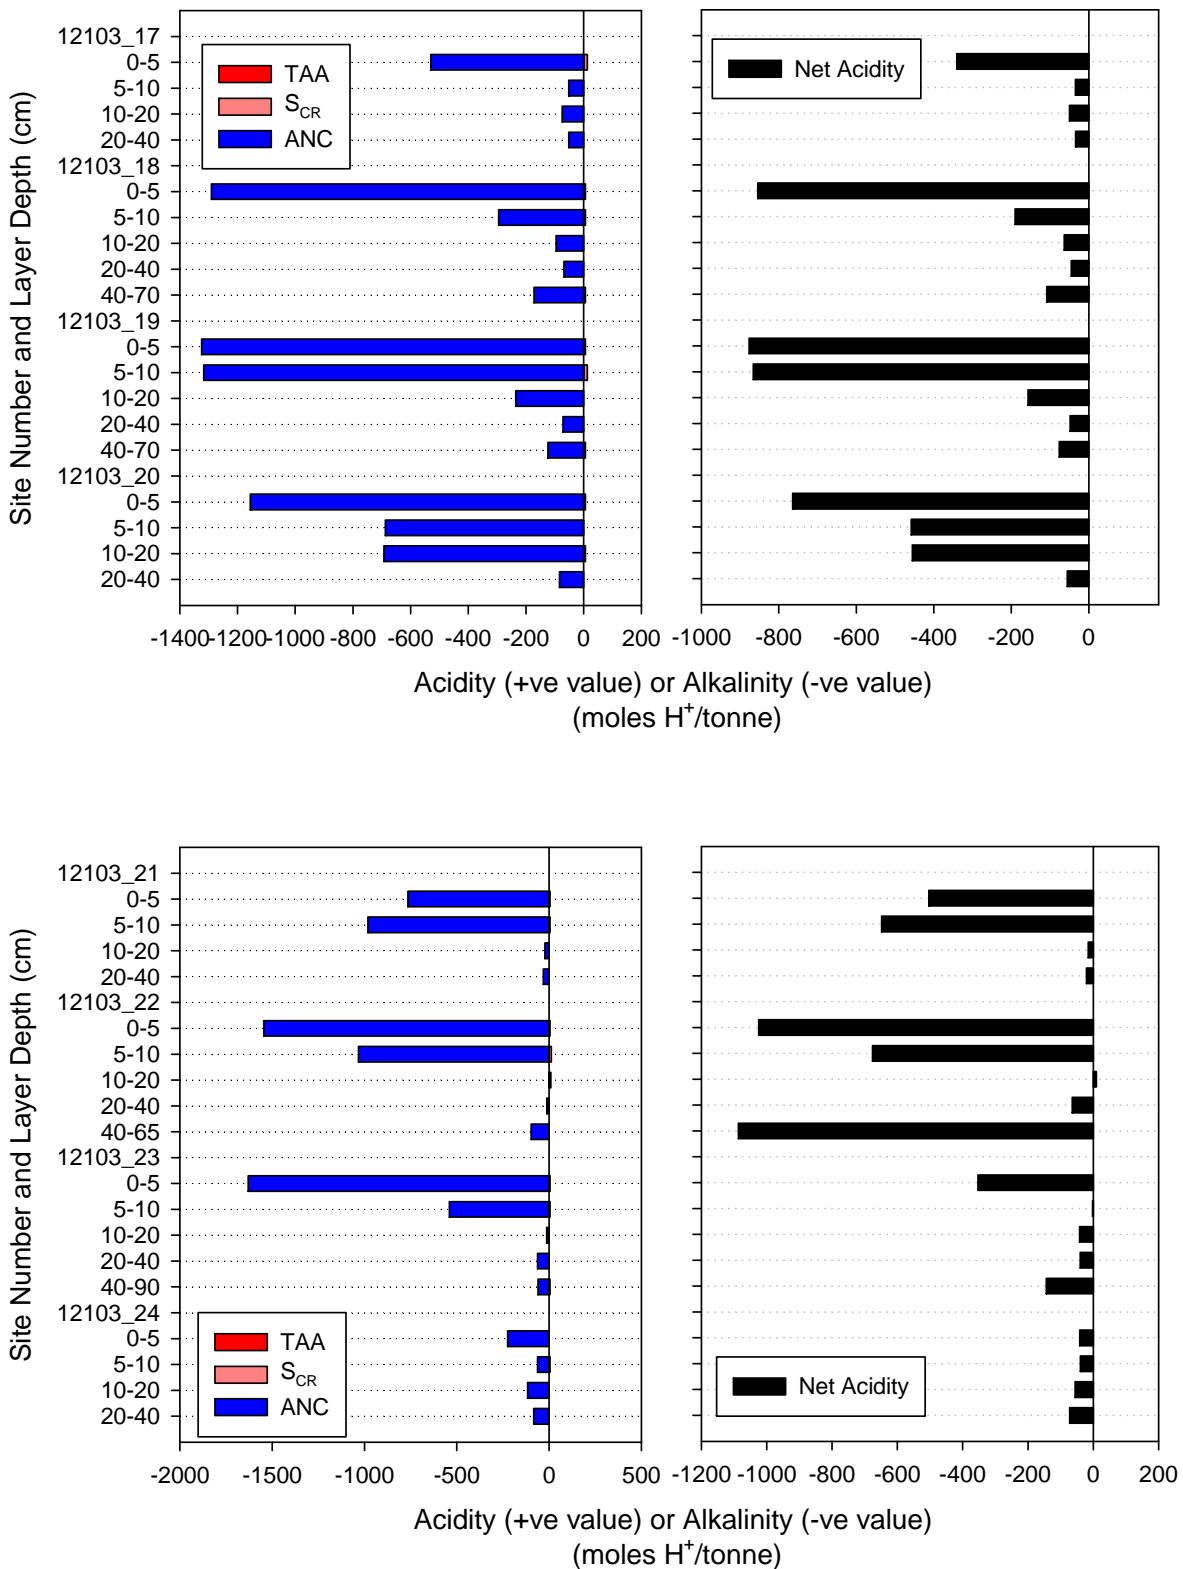 Site Number and Layer Depth (cm)
12103_17
0-5
5-10
10-20
20-40
12103_18
0-5
5-10
10-20
20-40
40-70
12103_19
0-5
5-10
10-20
20-40
40-70
12103_20
0-5
5-10
10-20
20-40
TAA
S_CR
ANC
Net Acidity
-1400 -1200 -1000 -800 -600 -400 -200 0 200
-1000 -800 -600 -400 -200 0
Acidity (+ve value) or Alkalinity (-ve value)
(moles H⁺/tonne)
Site Number and Layer Depth (cm)
12103_21
0-5
5-10
10-20
20-40
12103_22
0-5
5-10
10-20
20-40
40-65
12103_23
0-5
5-10
10-20
20-40
40-90
12103_24
0-5
5-10
10-20
20-40
TAA
S_CR
ANC
Net Acidity
-2000 -1500 -1000 -500 0 500
-1200 -1000 -800 -600 -400 -200 0 200
Acidity (+ve value) or Alkalinity (-ve value)
(moles H⁺/tonne)